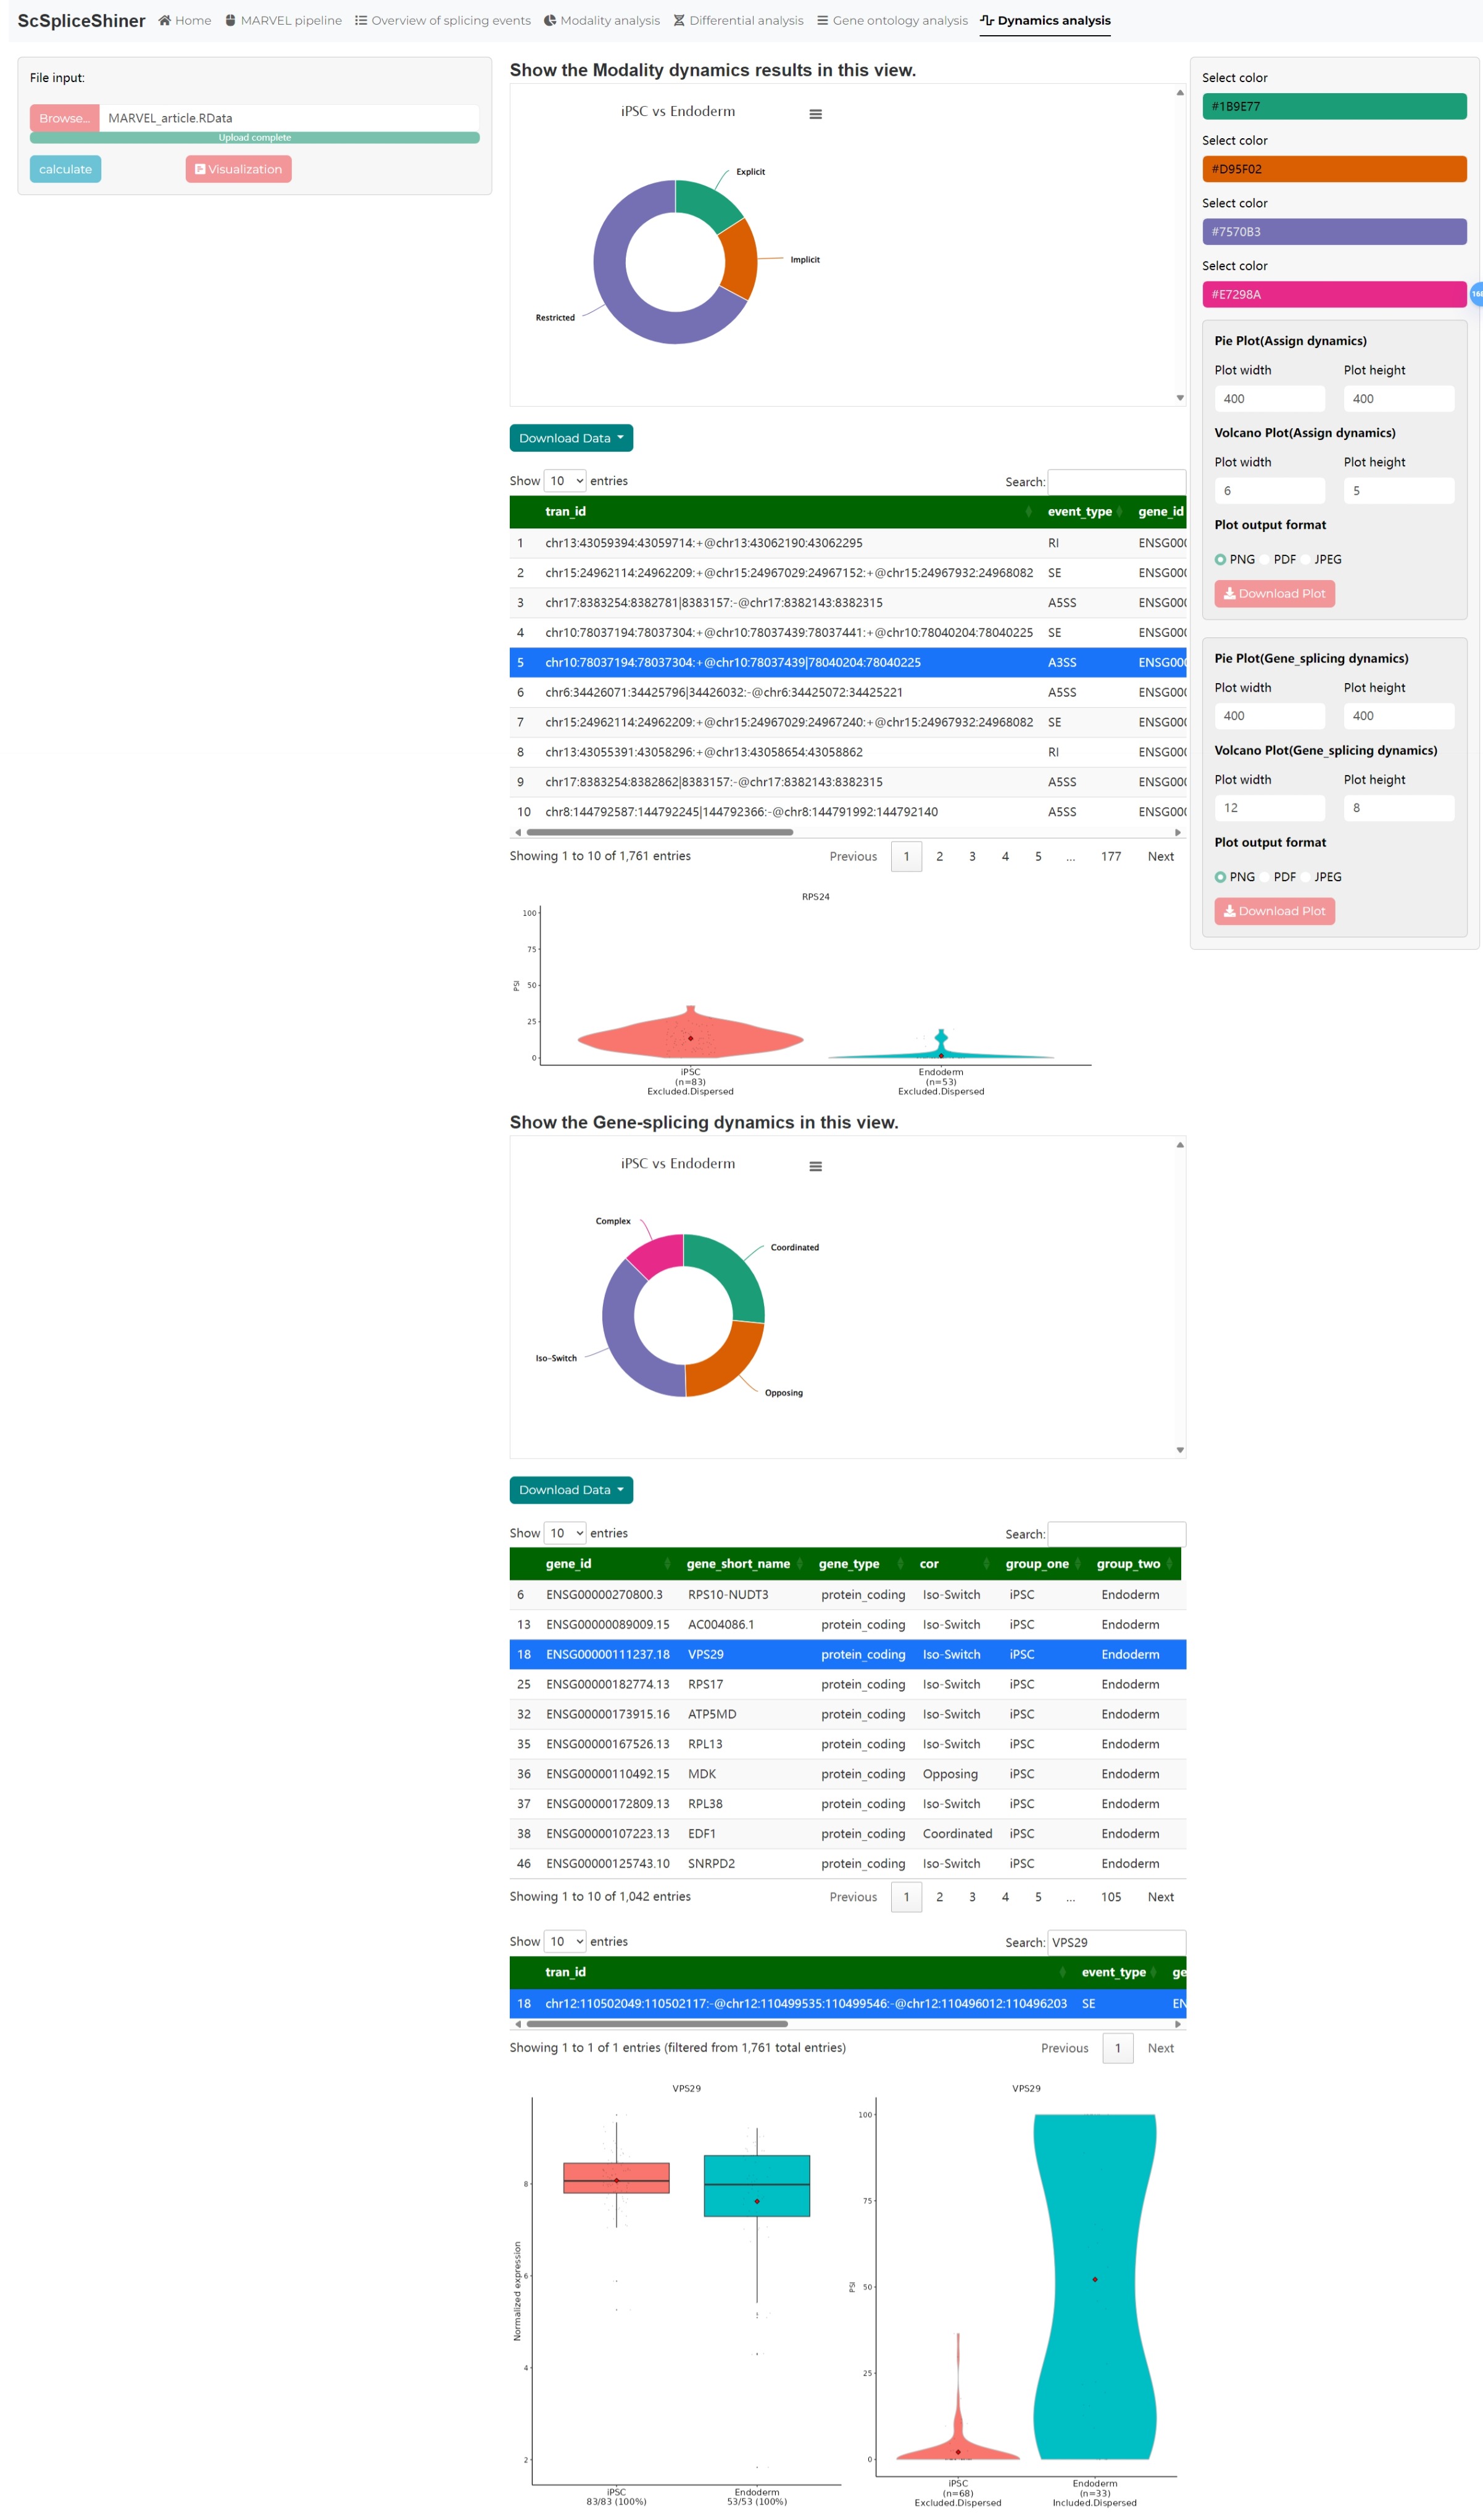 ScSpliceShiner Home MARVEL pipeline Overview of splicing events Modality analysis Differential analysis Gene ontology analysis Dynamics analysis
File input:
Browse... MARVEL_article.RData
Upload complete
calculate Visualization
Show the Modality dynamics results in this view.
iPSC vs Endoderm
Explicit
Implicit
Restricted
Download Data
Show 10 entries Search:
tran_id event_type gene_id
1 chr13:43059394:43059714:+@chr13:43062190:43062295 RI ENSG00(
2 chr15:24962114:24962209:+@chr15:24967029:24967152:+@chr15:24967932:24968082 SE ENSG00(
3 chr17:8383254:8382781|8383157:-@chr17:8382143:8382315 A5SS ENSG00(
4 chr10:78037194:78037304:+@chr10:78037439:78037441:+@chr10:78040204:78040225 SE ENSG00(
5 chr10:78037194:78037304:+@chr10:78037439|78040204:78040225 A3SS ENSG00(
6 chr6:34426071:34425796|34426032:-@chr6:34425072:34425221 A5SS ENSG00(
7 chr15:24962114:24962209:+@chr15:24967029:24967240:+@chr15:24967932:24968082 SE ENSG00(
8 chr13:43055391:43058296:+@chr13:43058654:43058862 RI ENSG00(
9 chr17:8383254:8382862|8383157:-@chr17:8382143:8382315 A5SS ENSG00(
10 chr8:144792587:144792245|144792366:-@chr8:144791992:144792140 A5SS ENSG00(
Showing 1 to 10 of 1,761 entries Previous 1 2 3 4 5 ... 177 Next
RPS24
100
75
50
25
0
PSI
iPSC
(n=83)
Excluded.Dispersed
Endoderm
(n=53)
Excluded.Dispersed
Show the Gene-splicing dynamics in this view.
iPSC vs Endoderm
Complex
Coordinated
Iso-Switch
Opposing
Download Data
Show 10 entries Search:
gene_id gene_short_name gene_type cor group_one group_two
6 ENSG00000270800.3 RPS10-NUDT3 protein_coding Iso-Switch iPSC Endoderm
13 ENSG00000089009.15 AC004086.1 protein_coding Iso-Switch iPSC Endoderm
18 ENSG00000111237.18 VPS29 protein_coding Iso-Switch iPSC Endoderm
25 ENSG00000182774.13 RPS17 protein_coding Iso-Switch iPSC Endoderm
32 ENSG00000173915.16 ATP5MD protein_coding Iso-Switch iPSC Endoderm
35 ENSG00000167526.13 RPL13 protein_coding Iso-Switch iPSC Endoderm
36 ENSG00000110492.15 MDK protein_coding Opposing iPSC Endoderm
37 ENSG00000172809.13 RPL38 protein_coding Iso-Switch iPSC Endoderm
38 ENSG00000107223.13 EDF1 protein_coding Coordinated iPSC Endoderm
46 ENSG00000125743.10 SNRPD2 protein_coding Iso-Switch iPSC Endoderm
Showing 1 to 10 of 1,042 entries Previous 1 2 3 4 5 ... 105 Next
Show 10 entries Search: VPS29
tran_id event_type ge
18 chr12:110502049:110502117:-@chr12:110499535:110499546:-@chr12:110496012:110496203 SE EN
Showing 1 to 1 of 1 entries (filtered from 1,761 total entries) Previous 1 Next
VPS29
8
6
4
2
Normalized expression
iPSC
83/83 (100%)
Endoderm
53/53 (100%)
VPS29
100
75
50
25
0
PSI
iPSC
(n=68)
Excluded.Dispersed
Endoderm
(n=33)
Included.Dispersed
Select color
#1B9E77
Select color
#D95F02
Select color
#7570B3
Select color
#E7298A
Pie Plot(Assign dynamics)
Plot width Plot height
400 400
Volcano Plot(Assign dynamics)
Plot width Plot height
6 5
Plot output format
PNG PDF JPEG
Download Plot
Pie Plot(Gene_splicing dynamics)
Plot width Plot height
400 400
Volcano Plot(Gene_splicing dynamics)
Plot width Plot height
12 8
Plot output format
PNG PDF JPEG
Download Plot